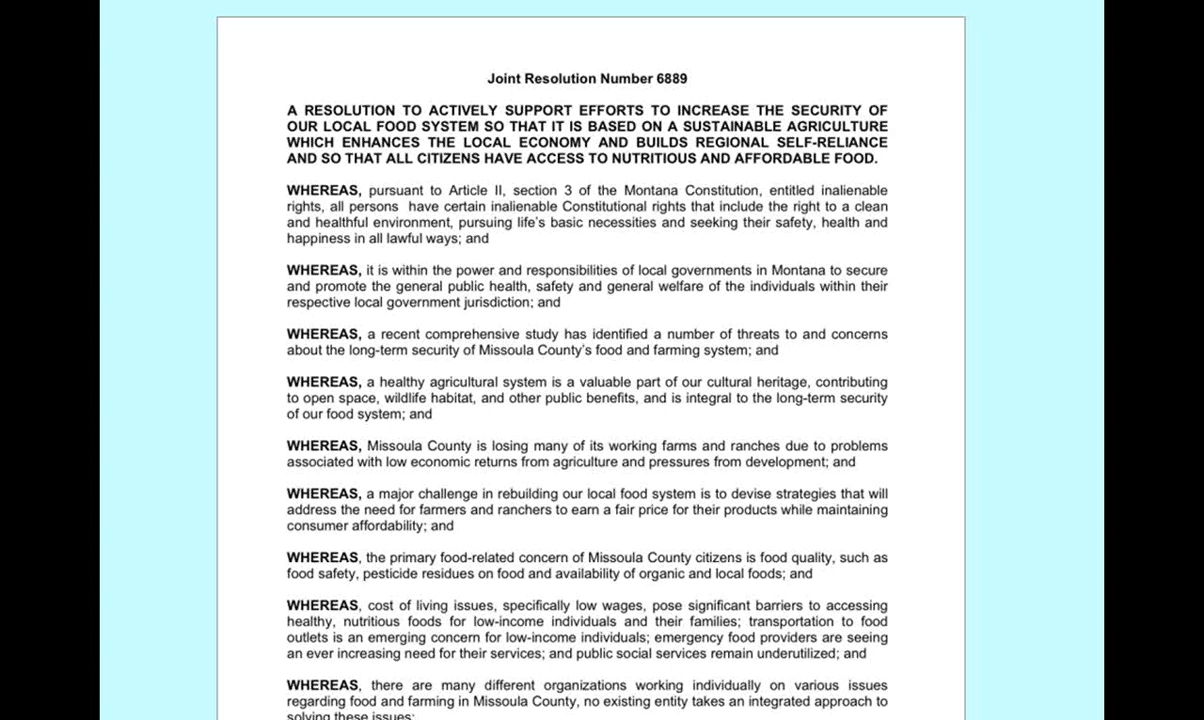 Joint Resolution Number 6889
A RESOLUTION TO ACTIVELY SUPPORT EFFORTS TO INCREASE THE SECURITY OF
OUR LOCAL FOOD SYSTEM SO THAT IT IS BASED ON A SUSTAINABLE AGRICULTURE
WHICH ENHANCES THE LOCAL ECONOMY AND BUILDS REGIONAL SELF-RELIANCE
AND SO THAT ALL CITIZENS HAVE ACCESS TO NUTRITIOUS AND AFFORDABLE FOOD.
WHEREAS, pursuant to Article II, section 3 of the Montana Constitution, entitled inalienable
rights, all persons have certain inalienable Constitutional rights that include the right to a clean
and healthful environment, pursuing life's basic necessities and seeking their safety, health and
happiness in all lawful ways; and
WHEREAS, it is within the power and responsibilities of local governments in Montana to secure
and promote the general public health, safety and general welfare of the individuals within their
respective local government jurisdiction; and
WHEREAS, a recent comprehensive study has identified a number of threats to and concerns
about the long-term security of Missoula County's food and farming system; and
WHEREAS, a healthy agricultural system is a valuable part of our cultural heritage, contributing
to open space, wildlife habitat, and other public benefits, and is integral to the long-term security
of our food system; and
WHEREAS, Missoula County is losing many of its working farms and ranches due to problems
associated with low economic returns from agriculture and pressures from development; and
WHEREAS, a major challenge in rebuilding our local food system is to devise strategies that will
address the need for farmers and ranchers to earn a fair price for their products while maintaining
consumer affordability; and
WHEREAS, the primary food-related concern of Missoula County citizens is food quality, such as
food safety, pesticide residues on food and availability of organic and local foods; and
WHEREAS, cost of living issues, specifically low wages, pose significant barriers to accessing
healthy, nutritious foods for low-income individuals and their families; transportation to food
outlets is an emerging concern for low-income individuals; emergency food providers are seeing
an ever increasing need for their services; and public social services remain underutilized; and
WHEREAS, there are many different organizations working individually on various issues
regarding food and farming in Missoula County, no existing entity takes an integrated approach to
solving these issues;